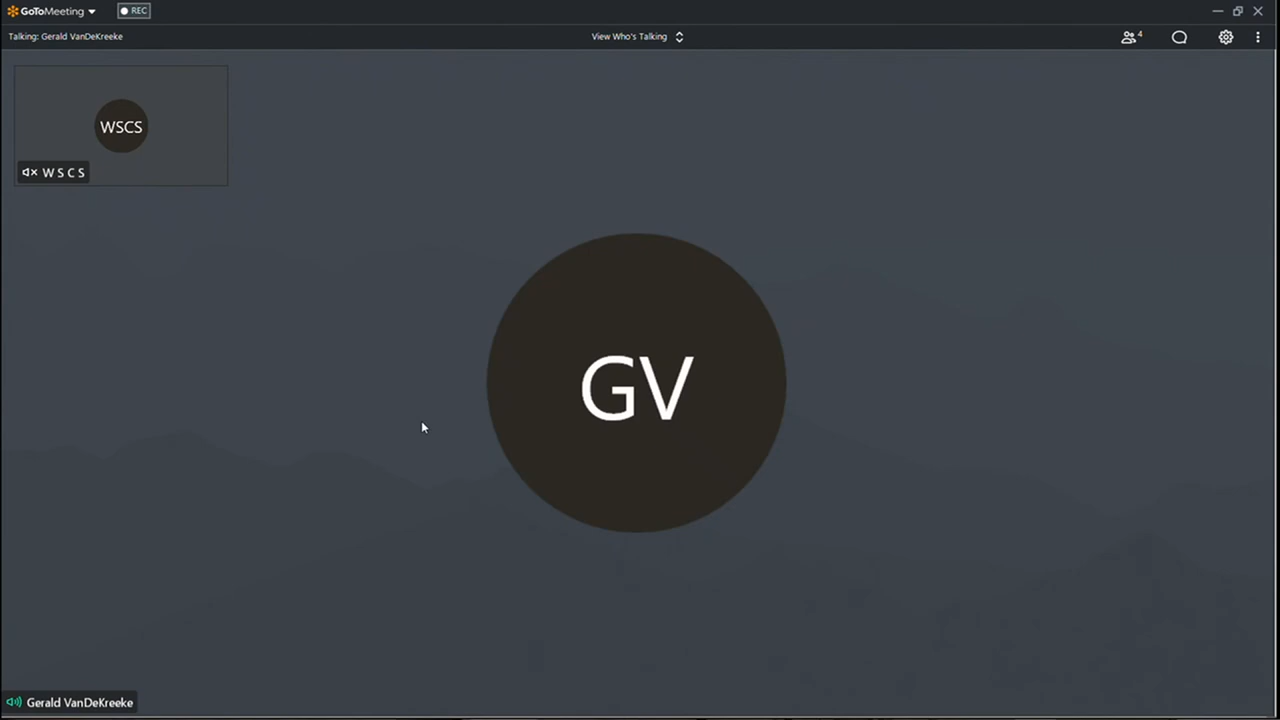 GoToMeeting
REC
Talking: Gerald VanDeKreeke
View Who's Talking
4
WSCS
W S C S
GV
Gerald VanDeKreeke